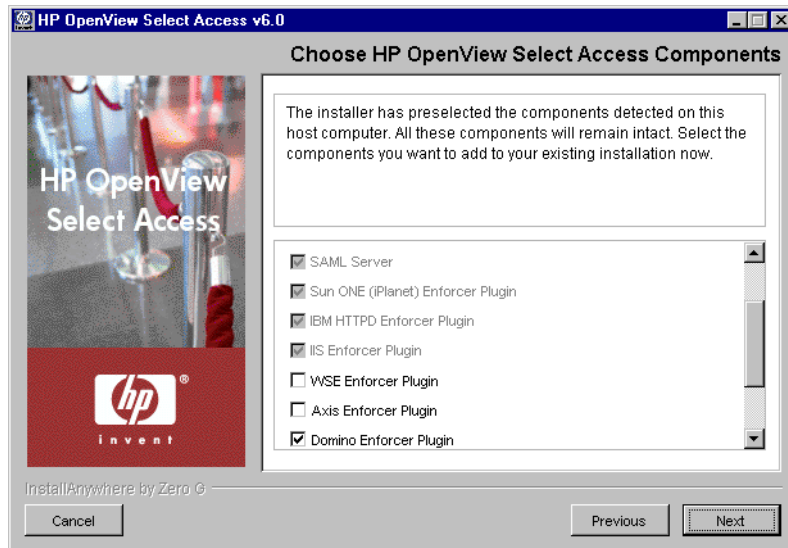 HP OpenView Select Access v6.0
Choose HP OpenView Select Access Components
HP OpenView
Select Access
hp
®
invent
The installer has preselected the components detected on this
host computer. All these components will remain intact. Select the
components you want to add to your existing installation now.
SAML Server
Sun ONE (iPlanet) Enforcer Plugin
IBM HTTPD Enforcer Plugin
IIS Enforcer Plugin
WSE Enforcer Plugin
Axis Enforcer Plugin
Domino Enforcer Plugin
InstallAnywhere by Zero G
Cancel
Previous
Next